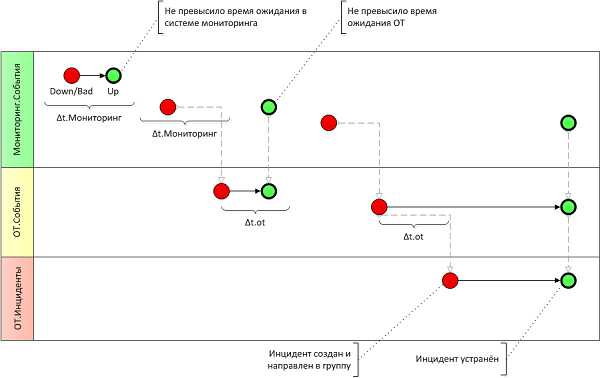 Не превысило время ожидания в
системе мониторинга
Не превысило время
ожидания ОТ
Мониторинг.События
Down/Bad
Up
Δt.Мониторинг
Δt.Мониторинг
ОТ.События
Δt.ot
Δt.ot
ОТ.Инциденты
Инцидент создан и
направлен в группу
Инцидент устранён